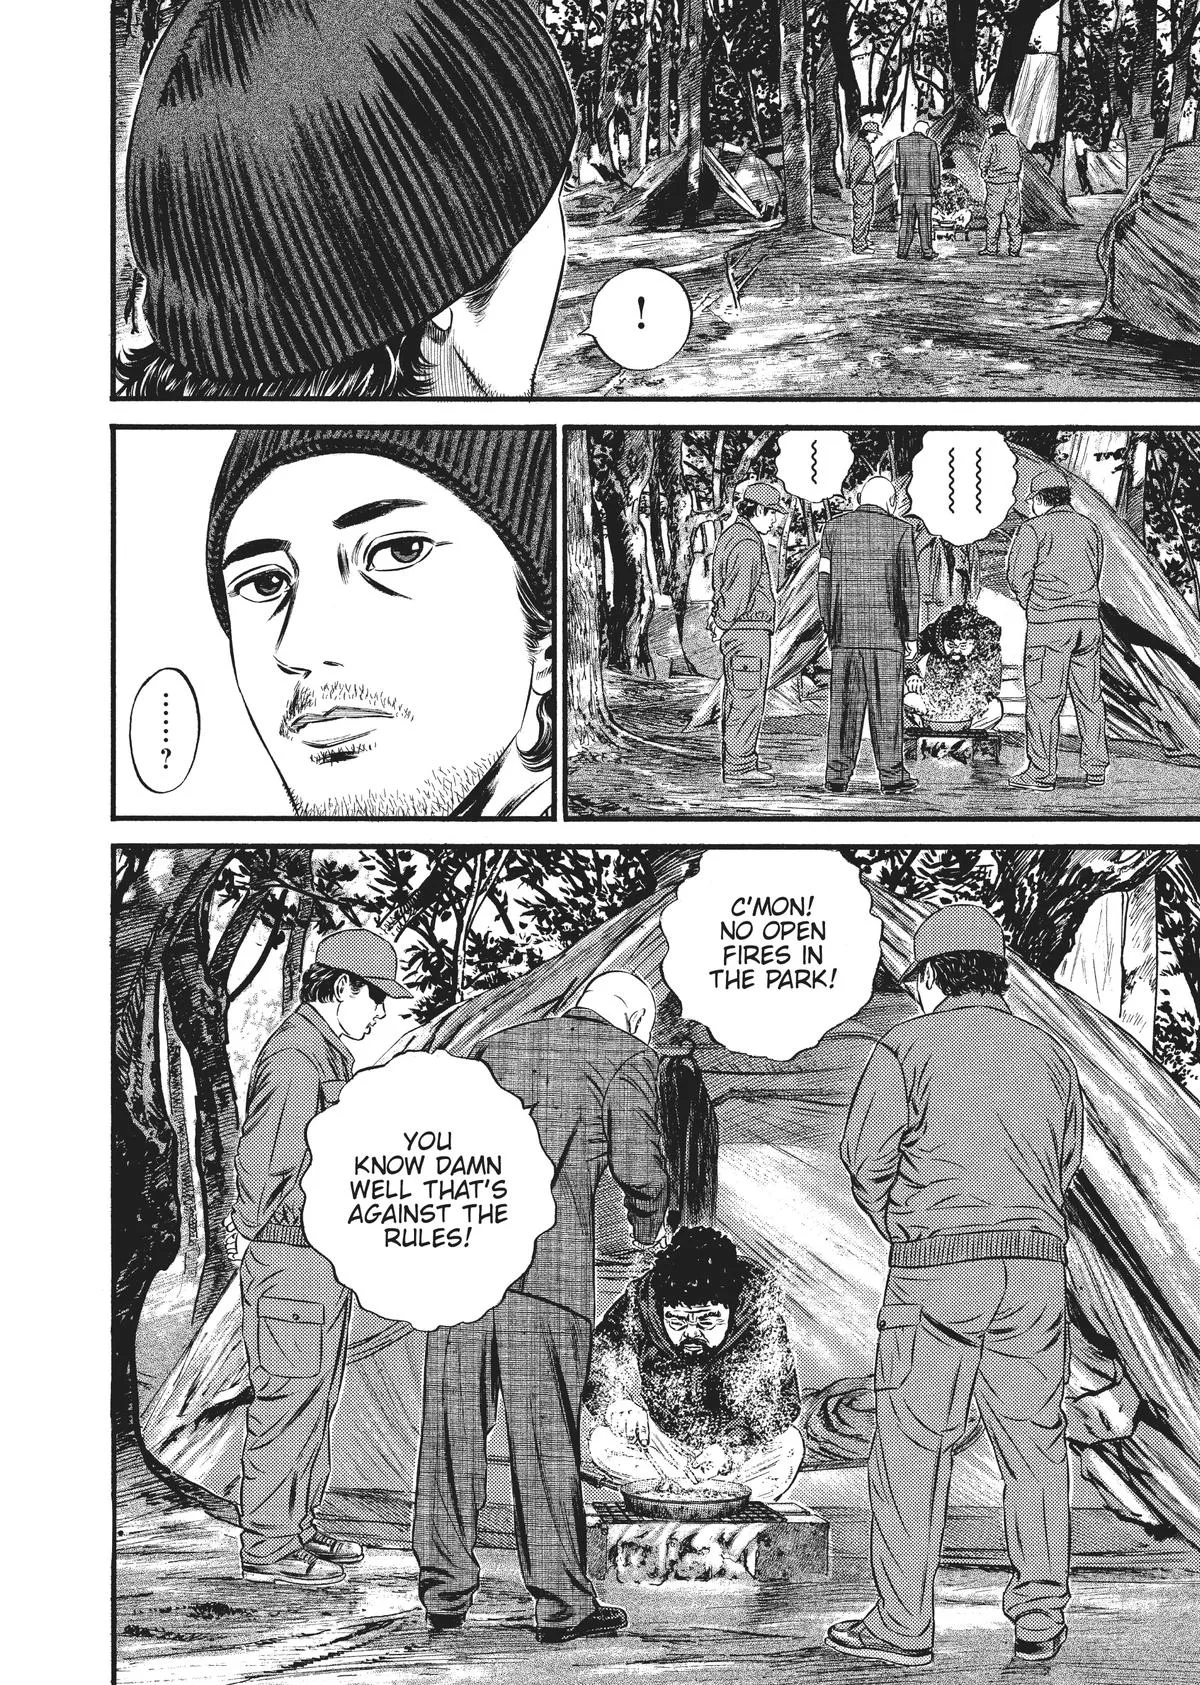 !
........?
C'MON!
NO OPEN
FIRES IN
THE PARK!
YOU
KNOW DAMN
WELL THAT'S
AGAINST THE
RULES!